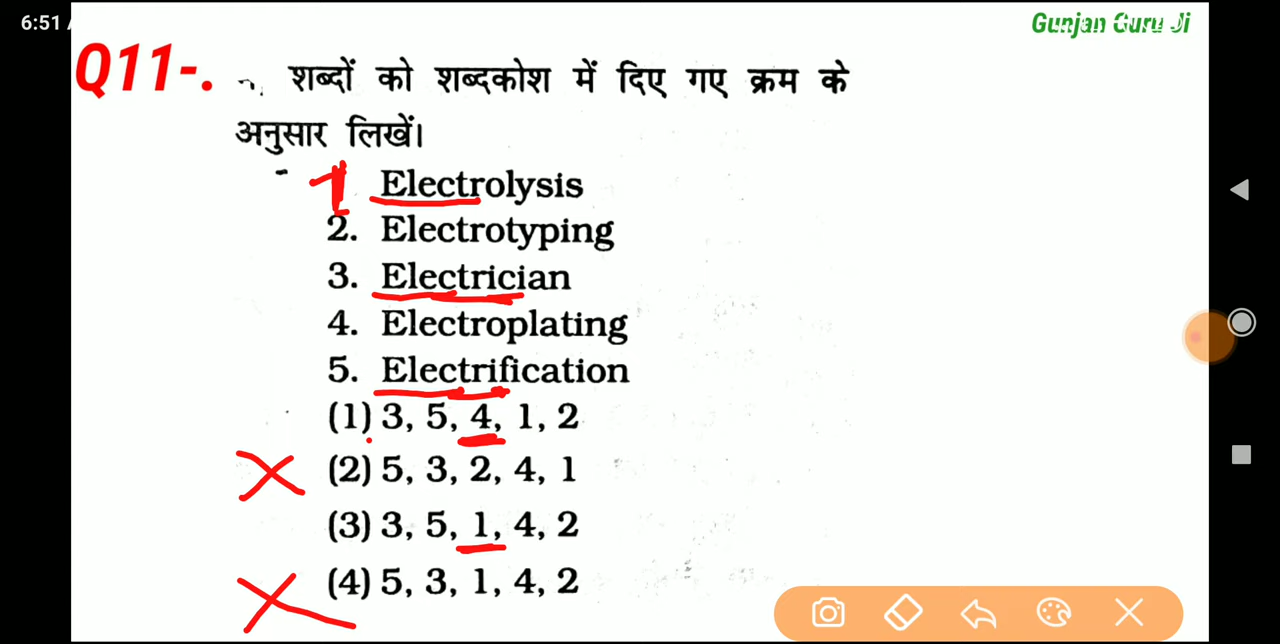 6:51
Gunjan Guru Ji
Q11-.
शब्दों को शब्दकोश में दिए गए क्रम के
अनुसार लिखें।
1 Electrolysis
2. Electrotyping
3. Electrician
4. Electroplating
5. Electrification
(1) 3, 5, 4, 1, 2
(2) 5, 3, 2, 4, 1
(3) 3, 5, 1, 4, 2
(4) 5, 3, 1, 4, 2